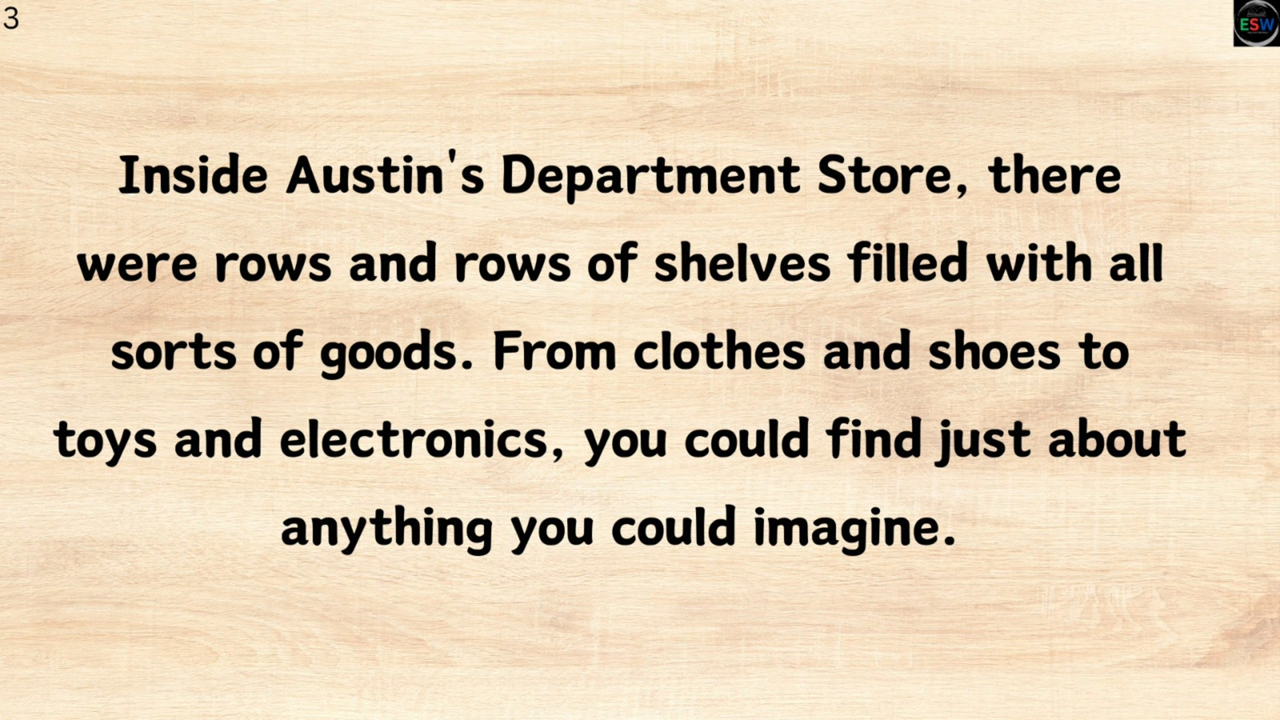 3
ESW
Inside Austin's Department Store, there
were rows and rows of shelves filled with all
sorts of goods. From clothes and shoes to
toys and electronics, you could find just about
anything you could imagine.